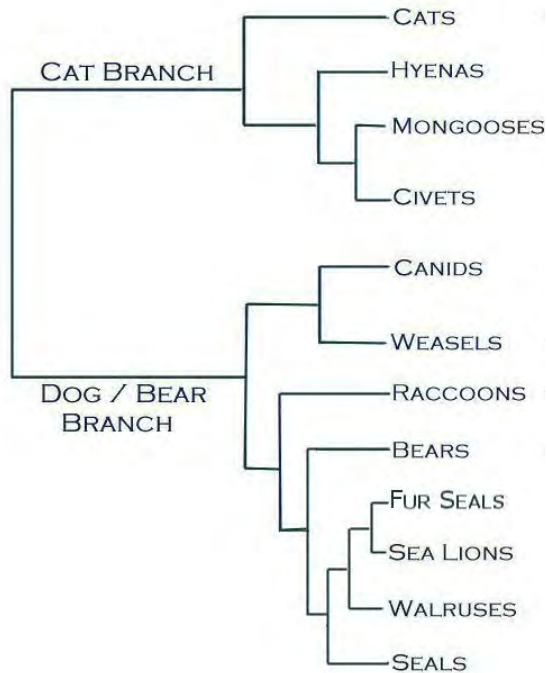 CATS
CAT BRANCH
HYENAS
MONGOOSES
CIVETS
CANIDS
WEASELS
DOG / BEAR
BRANCH
RACCOONS
BEARS
FUR SEALS
SEA LIONS
WALRUSES
SEALS